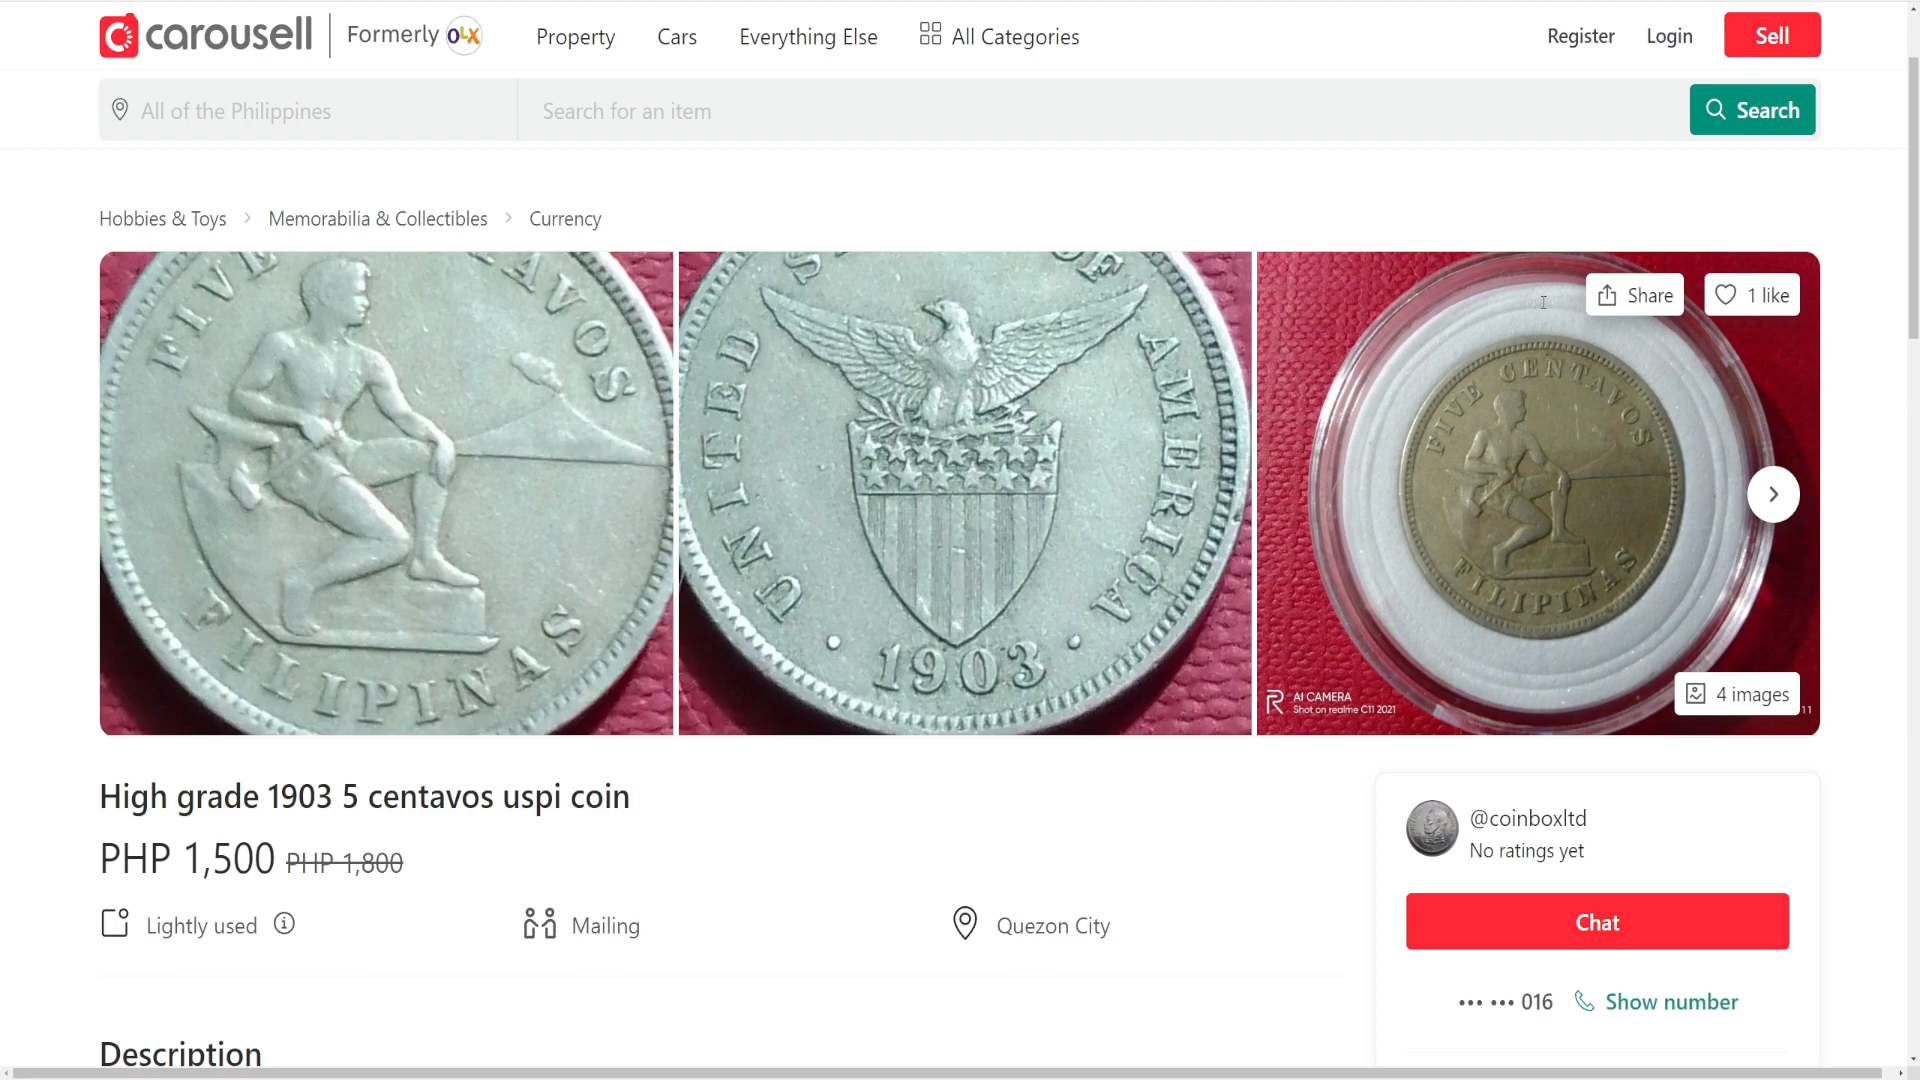 carousell Formerly OLX Property Cars Everything Else All Categories Register Login Sell
All of the Philippines Search for an item Search
Hobbies & Toys > Memorabilia & Collectibles > Currency
FIVE TAVOS
FILIPINAS
UNITED S OF AMERICA
1903
FIVE CENTAVOS
FILIPINAS
Share
1 like
AI CAMERA
Shot on realme C11 2021
4 images
11
High grade 1903 5 centavos uspi coin
PHP 1,500 PHP 1,800
Lightly used
Mailing
Quezon City
@coinboxltd
No ratings yet
Chat
••• ••• 016 Show number
Description